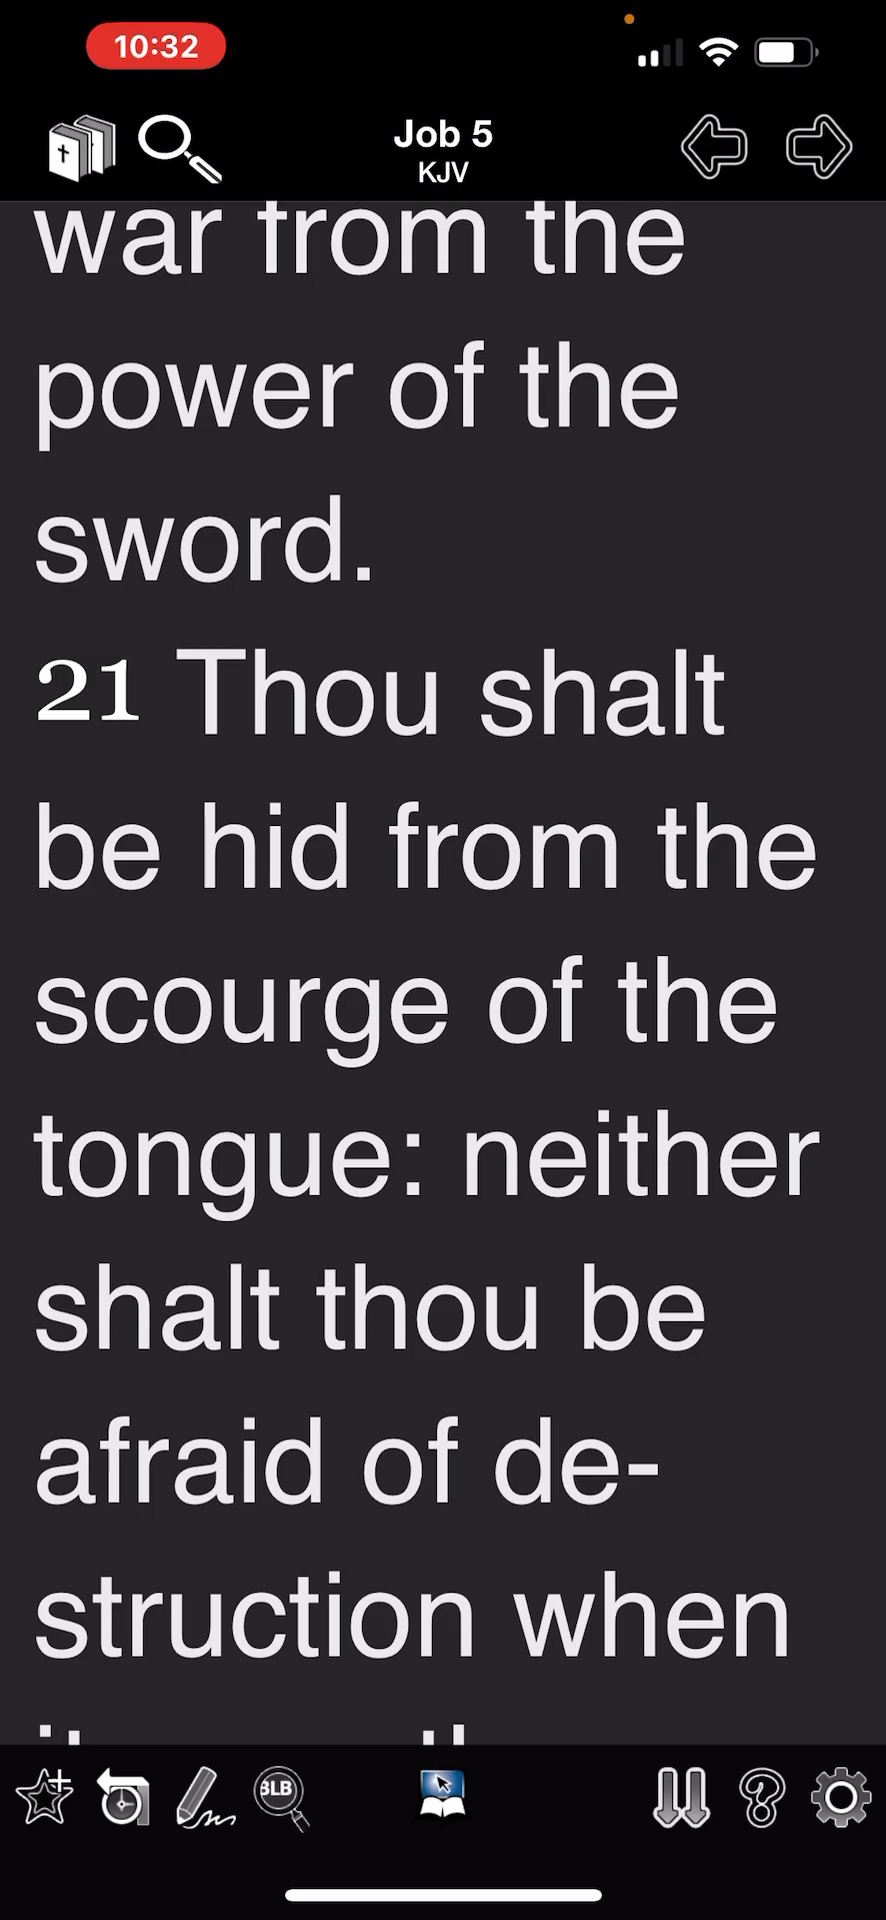 10:32
Job 5
KJV
war from the
power of the
sword.
21 Thou shalt
be hid from the
scourge of the
tongue: neither
shalt thou be
afraid of de-
struction when
BLB